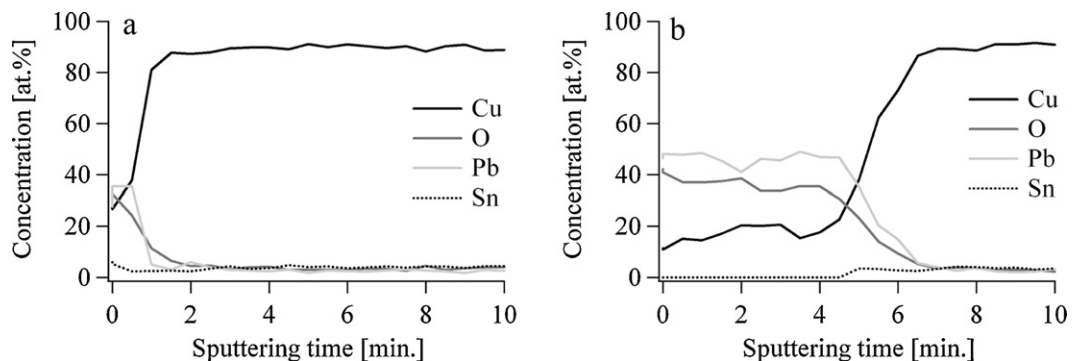 a
Concentration [at.%]
100
80
60
40
20
0
Cu
O
Pb
Sn
0 2 4 6 8 10
Sputtering time [min.]
b
Concentration [at.%]
100
80
60
40
20
0
Cu
O
Pb
Sn
0 2 4 6 8 10
Sputtering time [min.]